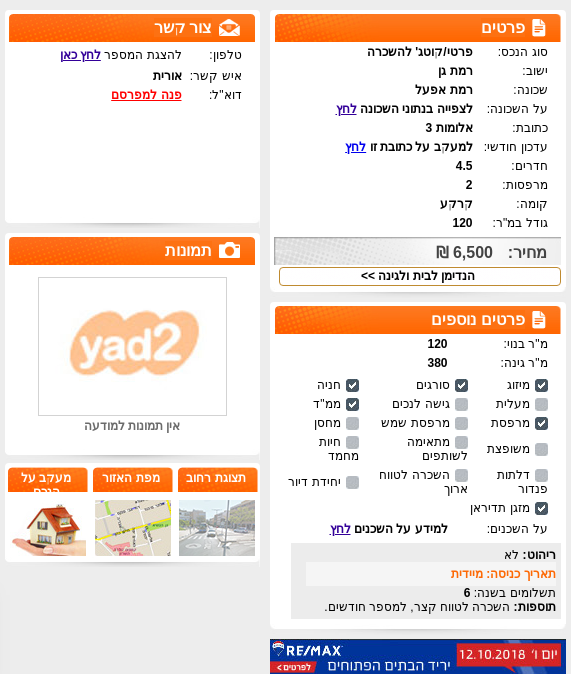 פרטים
סוג הנכס: פרטי/קוטג' להשכרה
ישוב: רמת גן
שכונה: רמת אפעל
על השכונה: לצפייה בנתוני השכונה לחץ
כתובת: אלומות 3
עדכון חודשי: למעקב על כתובת זו לחץ
חדרים: 4.5
מרפסות: 2
קומה: קרקע
גודל במ"ר: 120
מחיר: 6,500 ₪
הנדימן לבית ולגינה >>
פרטים נוספים
מ"ר בנוי: 120
מ"ר גינה: 380
מיזוג סורגים חניה
מעלית גישה לנכים ממ"ד
מרפסת מרפסת שמש מחסן
משופצת מתאימה לשותפים חיות מחמד
דלתות פנדור השכרה לטווח ארוך יחידת דיור
מזגן תדיראן
על השכנים: למידע על השכנים לחץ
ריהוט: לא
תאריך כניסה: מיידית
תשלומים בשנה: 6
תוספות: השכרה לטווח קצר, למספר חודשים.
RE/MAX
יום ו' 12.10.2018
יריד הבתים הפתוחים
לפרטים >
צור קשר
טלפון: להצגת המספר לחץ כאן
איש קשר: אורית
דוא"ל: פנה למפרסם
תמונות
yad2
אין תמונות למודעה
תצוגת רחוב
מפת האזור
מעקב על
הנכס